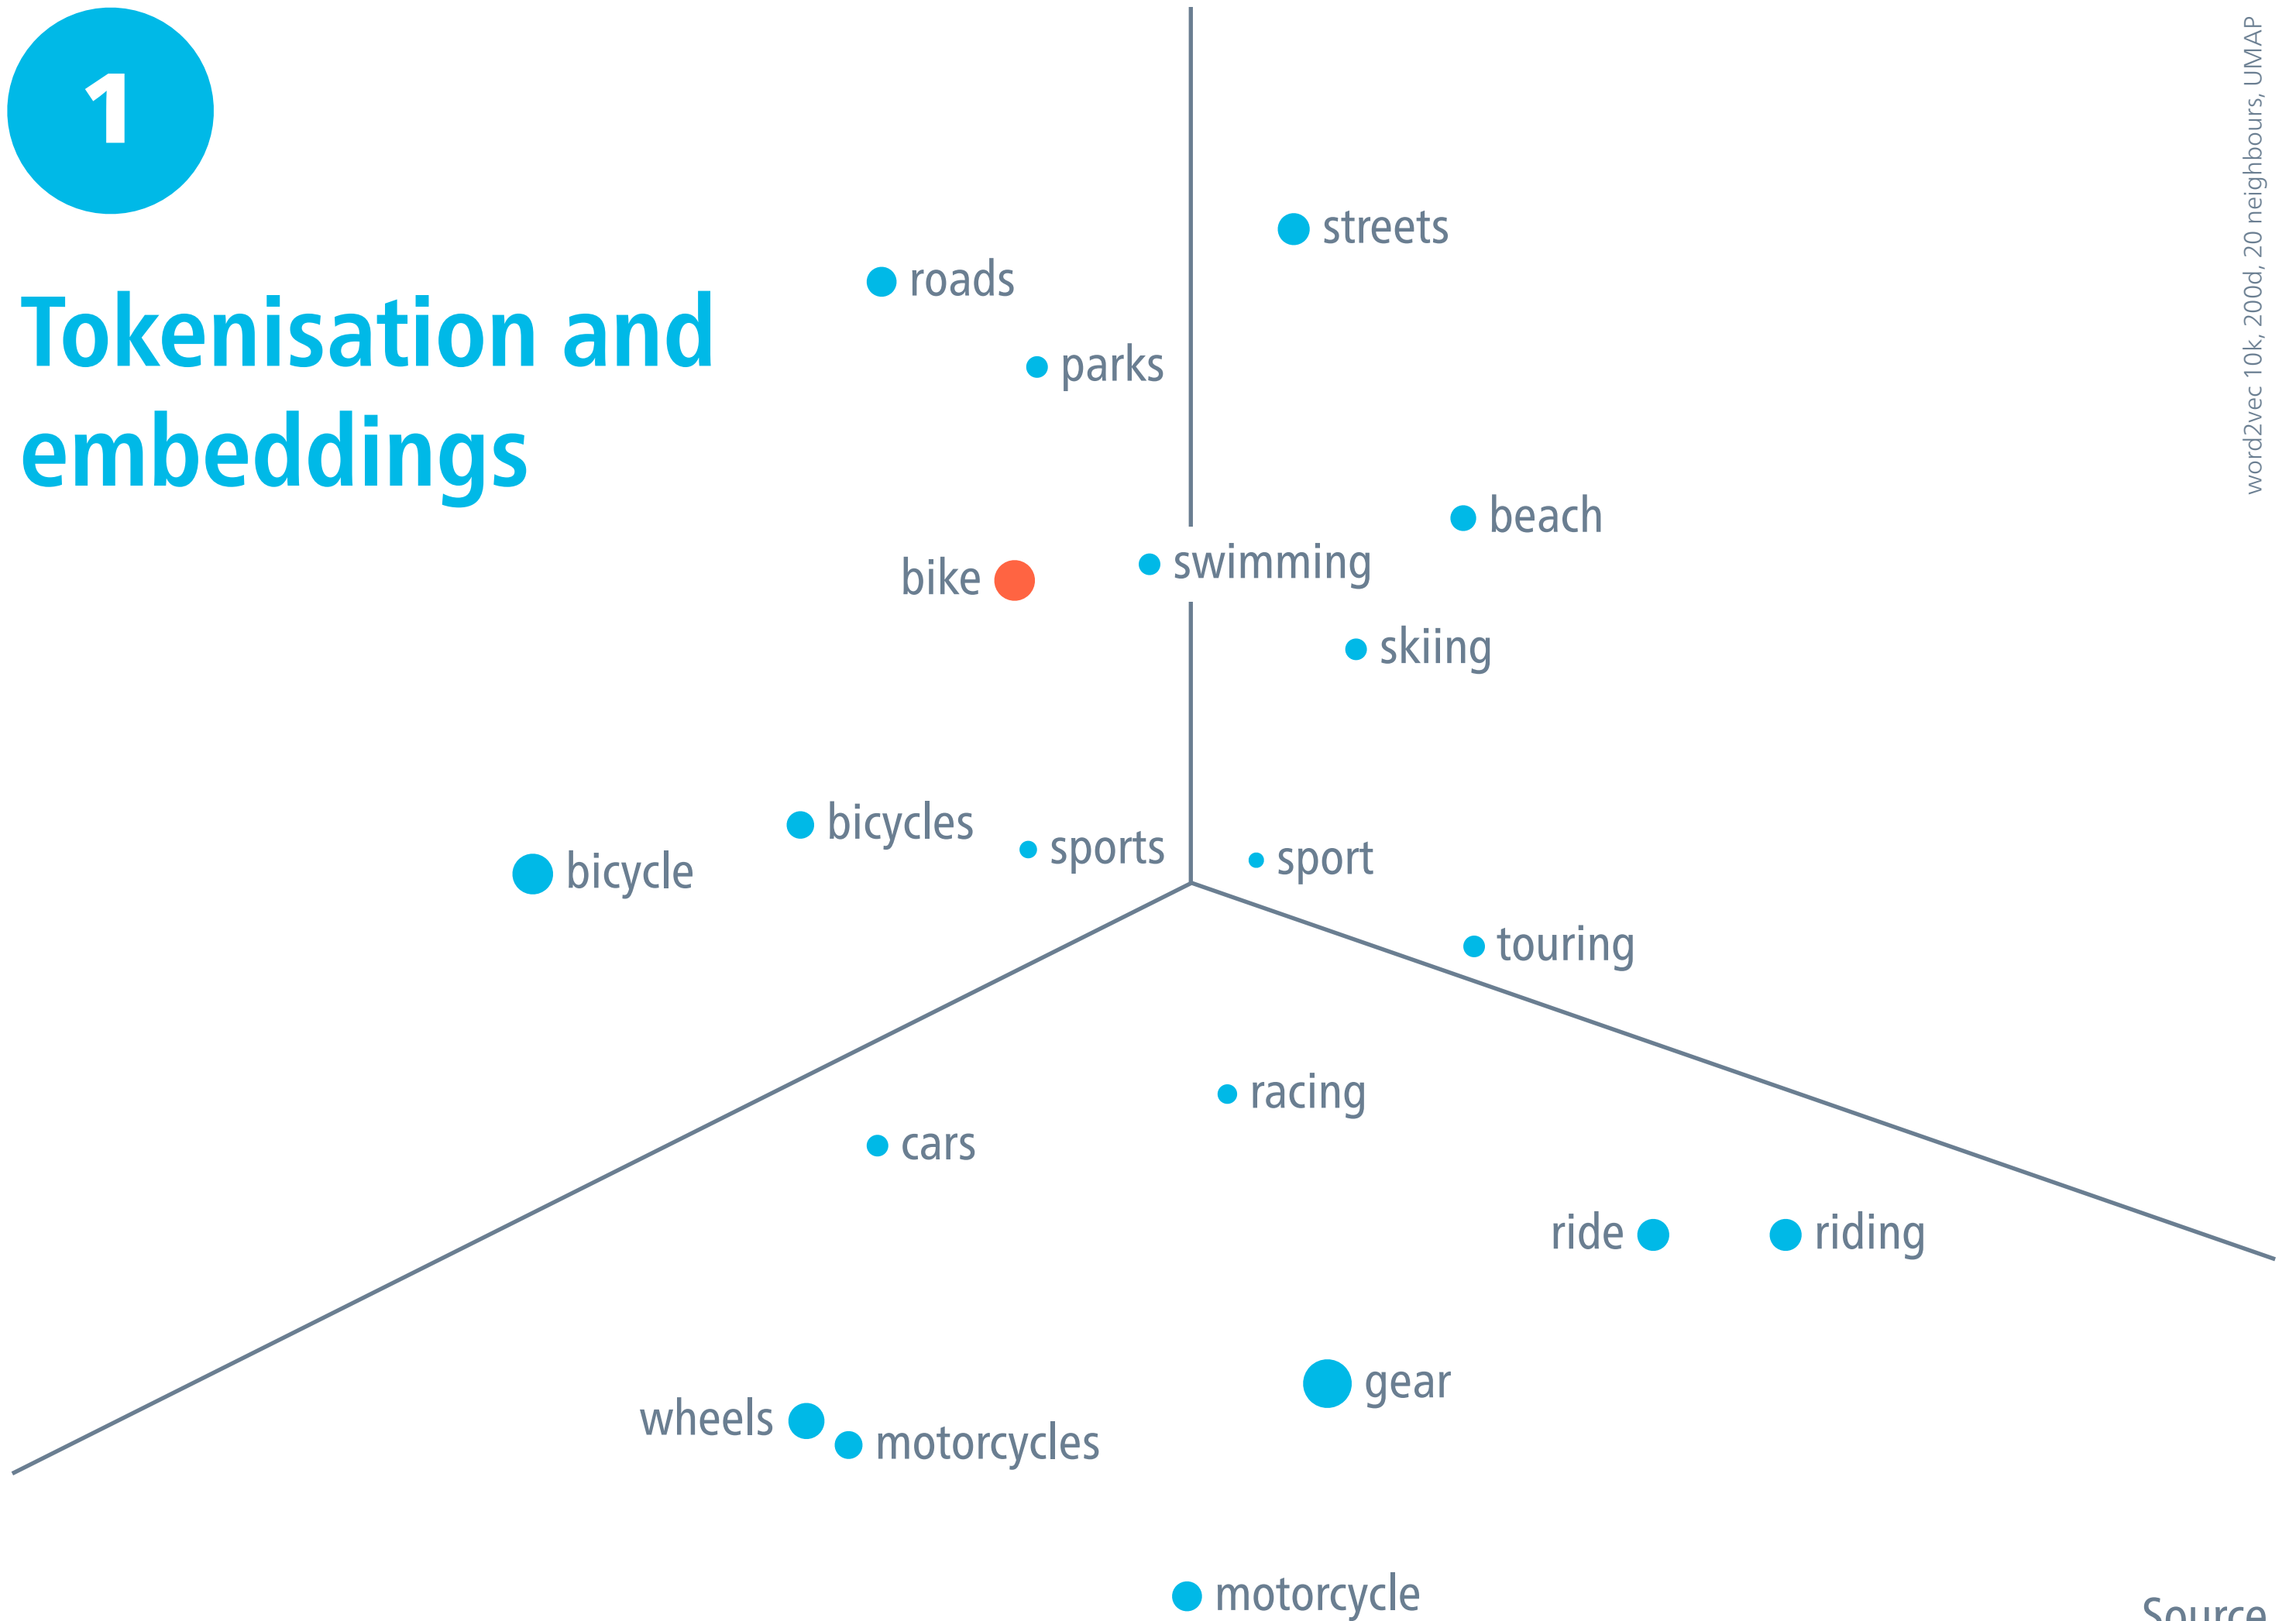 1
Tokenisation and
embeddings
word2vec 10k, 200d, 20 neighbours, UMAP
streets
roads
parks
beach
swimming
bike
skiing
bicycles
sports
sport
bicycle
touring
racing
cars
ride
riding
gear
wheels
motorcycles
motorcycle
Source